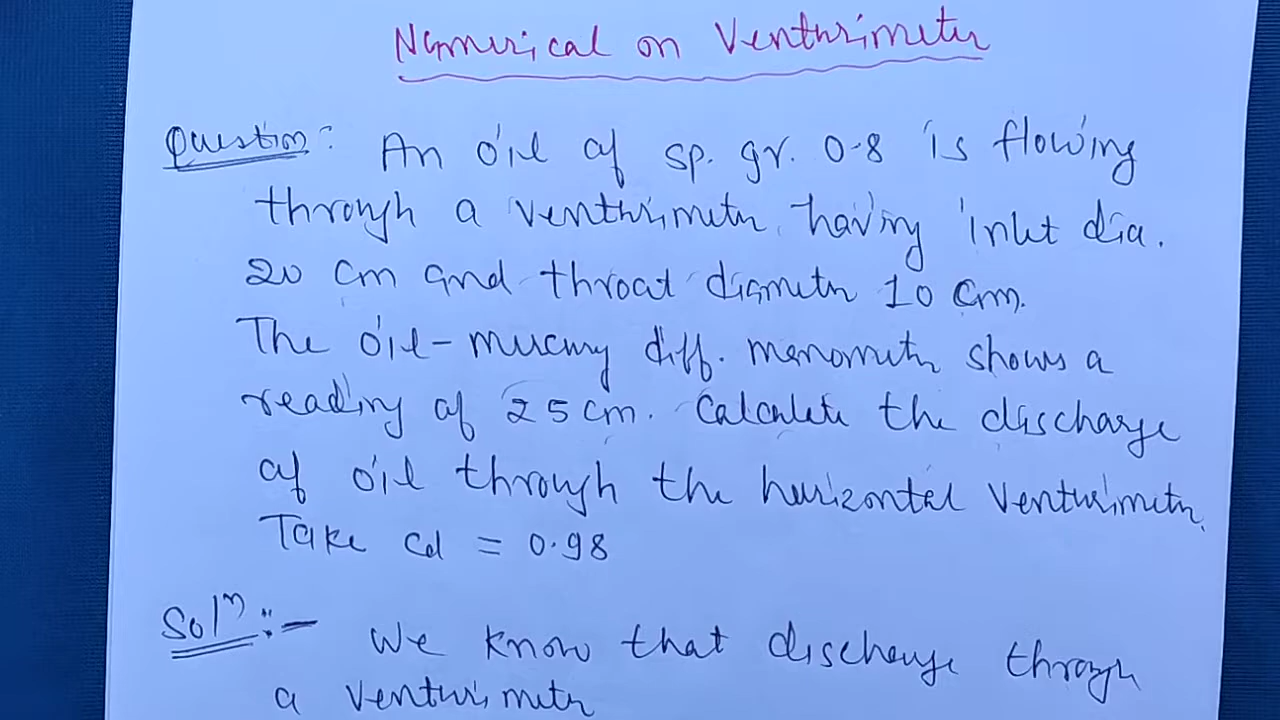 Numerical on Venturimeter
Question: An oil of sp. gr. 0.8 is flowing
through a venturimeter having inlet dia.
20 cm and throat diameter 10 cm.
The oil-mercury diff. manometer shows a
reading of 25 cm. Calculate the discharge
of oil through the horizontal venturimeter.
Take Cd = 0.98
Solⁿ:- We know that discharge through
a venturimeter